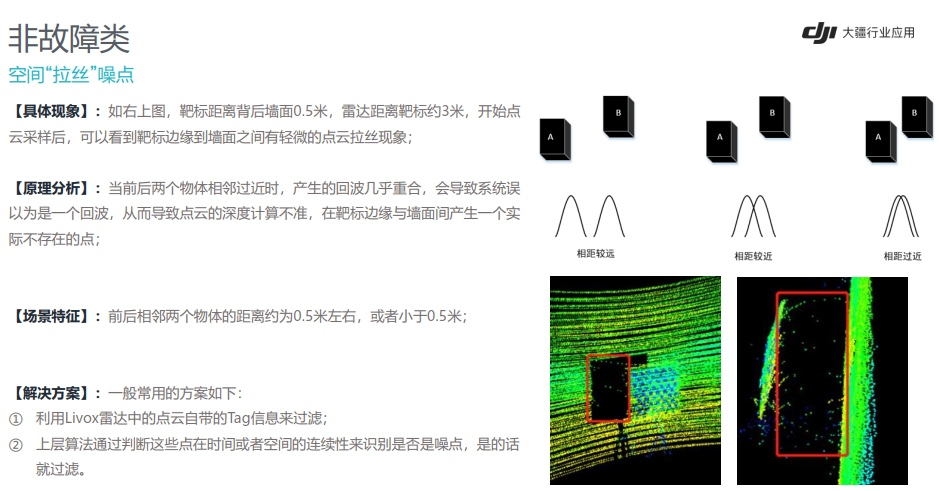 非故障类
dji 大疆行业应用
空间“拉丝”噪点
【具体现象】：如右上图，靶标距离背后墙面0.5米，雷达距离靶标约3米，开始点
云采样后，可以看到靶标边缘到墙面之间有轻微的点云拉丝现象；
【原理分析】：当前后两个物体相邻过近时，产生的回波几乎重合，会导致系统误
以为是一个回波，从而导致点云的深度计算不准，在靶标边缘与墙面间产生一个实
际不存在的点；
【场景特征】：前后相邻两个物体的距离约为0.5米左右，或者小于0.5米；
【解决方案】：一般常用的方案如下：
① 利用Livox雷达中的点云自带的Tag信息来过滤；
② 上层算法通过判断这些点在时间或者空间的连续性来识别是否是噪点，是的话
就过滤。
A B A B A B
相距较远 相距较近 相距过近